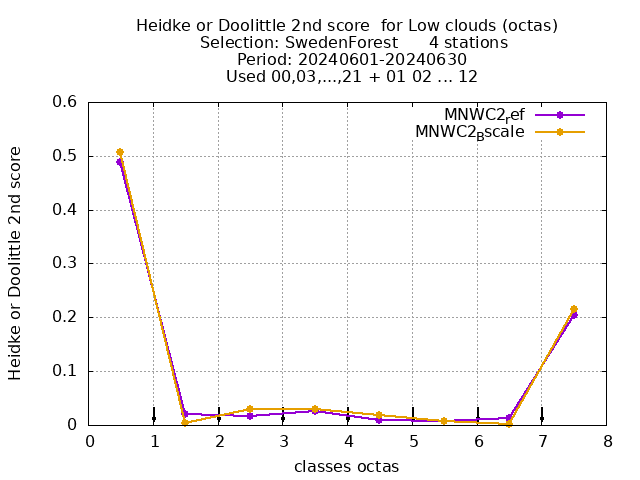 Heidke or Doolittle 2nd score  for Low clouds (octas)
Selection: SwedenForest      4 stations
Period: 20240601-20240630
Used 00,03,...,21 + 01 02 ... 12
MNWC2ᵣef
MNWC2_Bscale
Heidke or Doolittle 2nd score
0.6
0.5
0.4
0.3
0.2
0.1
0
0 1 2 3 4 5 6 7 8
classes octas